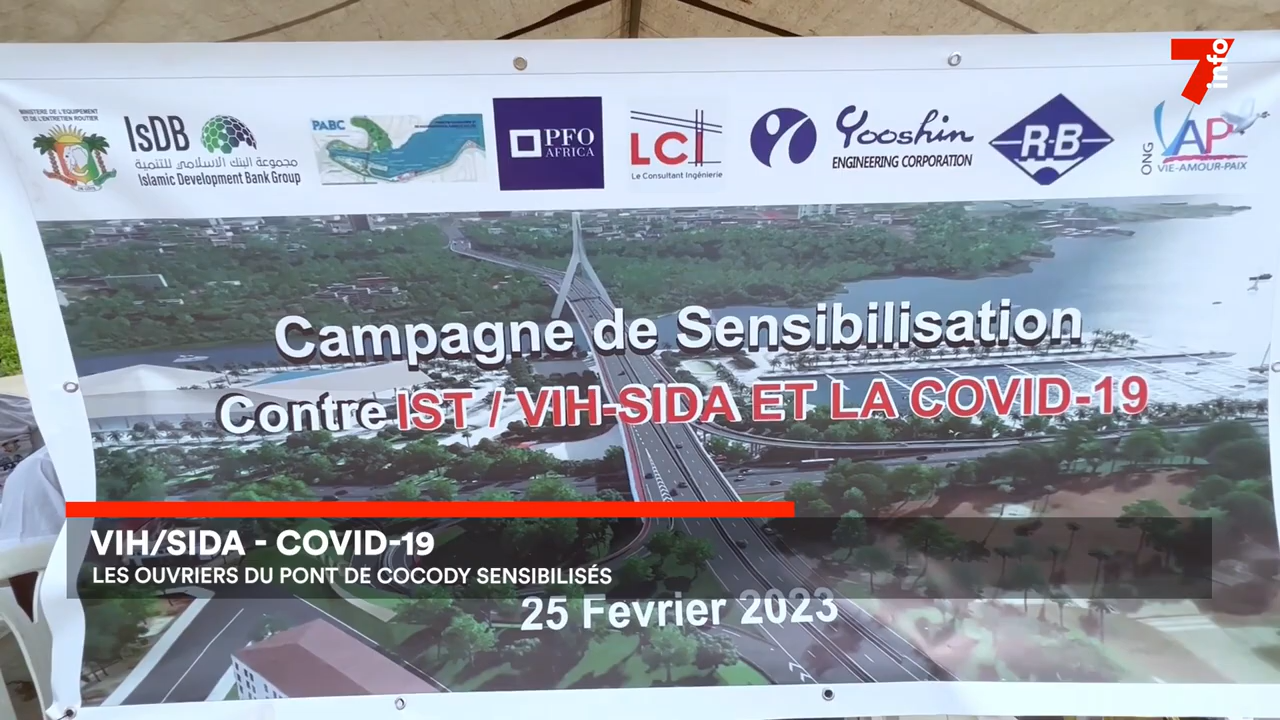 7info
MINISTERE DE L'EQUIPEMENT
ET DE L'ENTRETIEN ROUTIER
IsDB
مجموعة البنك الإسلامي للتنمية
Islamic Development Bank Group
PABC
PFO
AFRICA
LCI
Le Consultant Ingénierie
Yooshin
ENGINEERING CORPORATION
R-B
ONG
VAP
VIE-AMOUR-PAIX
Campagne de Sensibilisation
Contre IST / VIH-SIDA ET LA COVID-19
VIH/SIDA - COVID-19
LES OUVRIERS DU PONT DE COCODY SENSIBILISÉS
25 Fevrier 2023